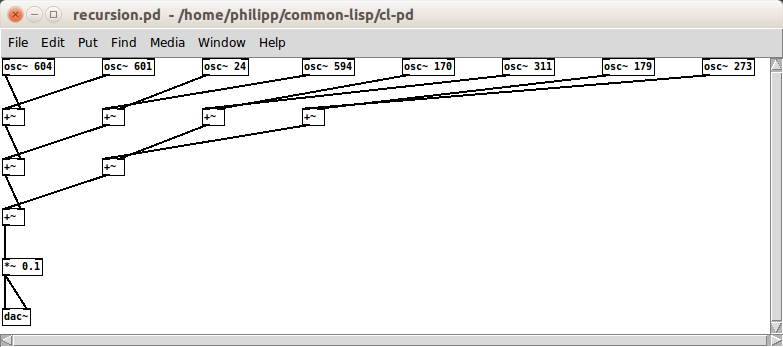 recursion.pd - /home/philipp/common-lisp/cl-pd
File Edit Put Find Media Window Help
osc~ 604 osc~ 601 osc~ 24 osc~ 594 osc~ 170 osc~ 311 osc~ 179 osc~ 273
+~ +~ +~ +~
+~ +~
+~
*~ 0.1
dac~